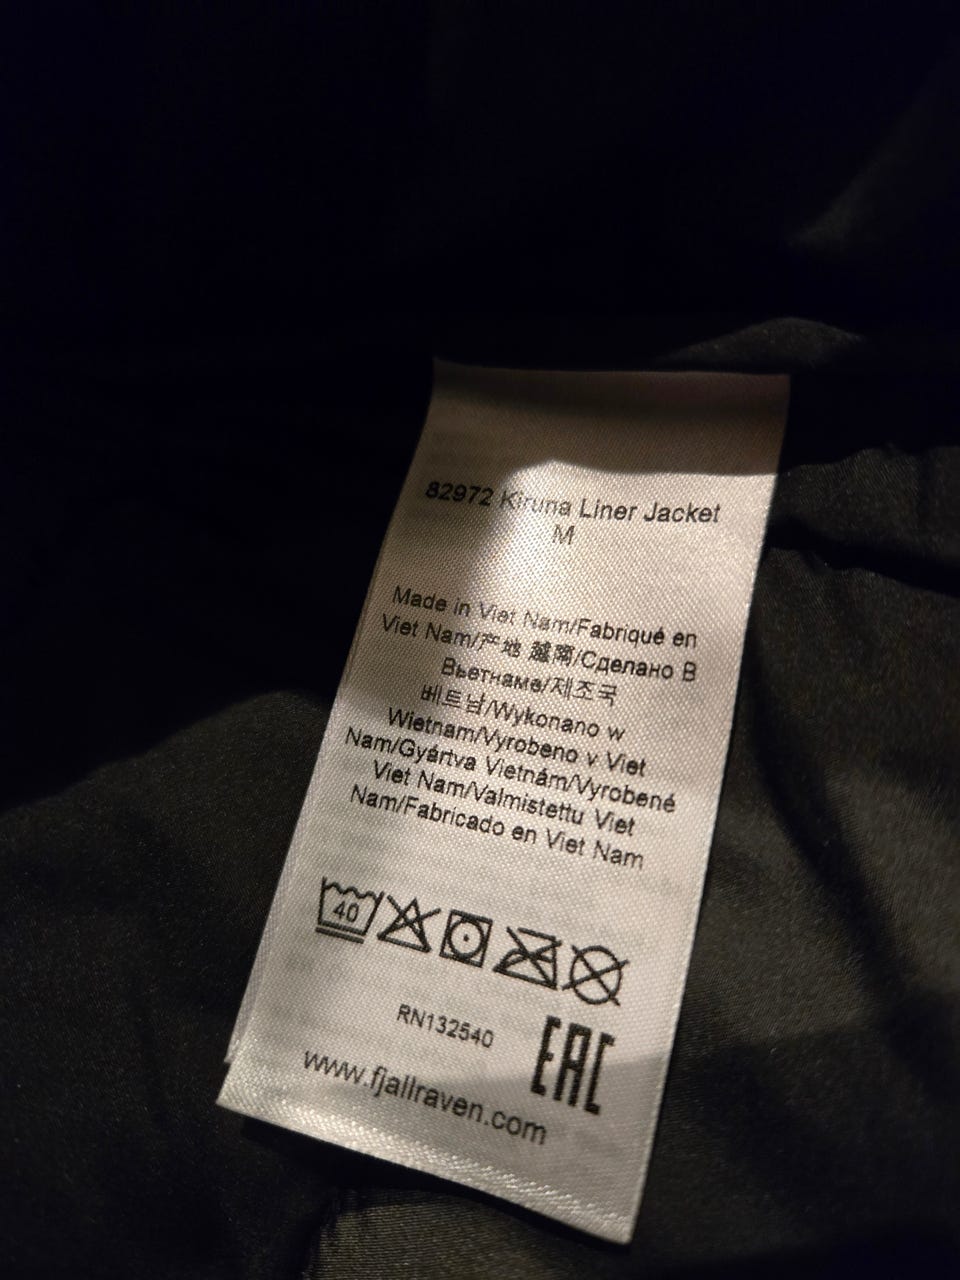 82972 Kiruna Liner Jacket
M
Made in Viet Nam/Fabriqué en
Viet Nam/产地 越南/Сделано В
Вьетнаме/제조국
베트남/Wykonano w
Wietnam/Vyrobeno v Viet
Nam/Gyártva Vietnám/Vyrobené
Viet Nam/Valmistettu Viet
Nam/Fabricado en Viet Nam
40
RN132540
EAC
www.fjallraven.com